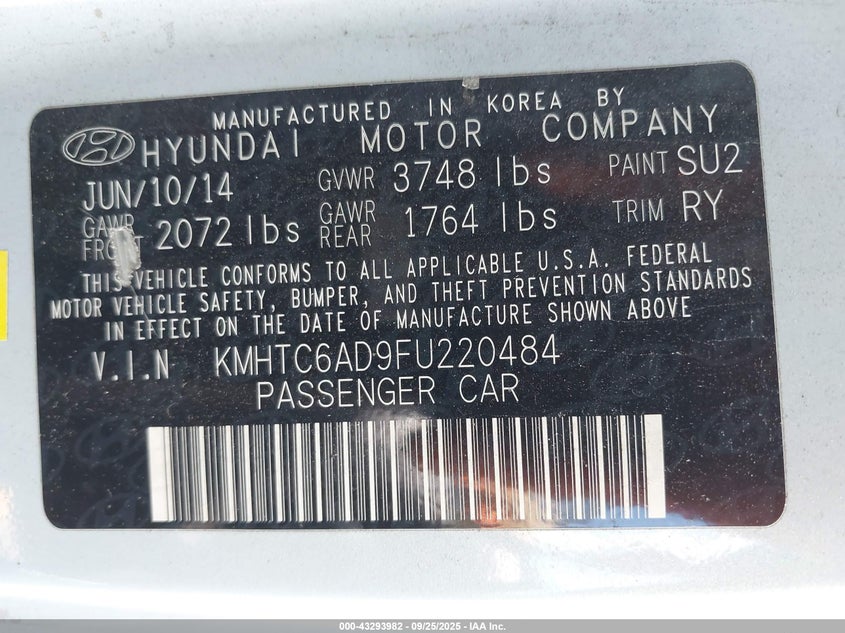 MANUFACTURED IN KOREA BY
HYUNDAI MOTOR COMPANY
JUN/10/14 GVWR 3748 lbs PAINT SU2
GAWR FRONT 2072 lbs GAWR REAR 1764 lbs TRIM RY
THIS VEHICLE CONFORMS TO ALL APPLICABLE U.S.A. FEDERAL
MOTOR VEHICLE SAFETY, BUMPER, AND THEFT PREVENTION STANDARDS
IN EFFECT ON THE DATE OF MANUFACTURE SHOWN ABOVE
V.I.N KMHTC6AD9FU220484
PASSENGER CAR
000-43293982 - 09/25/2025 - IAA Inc.